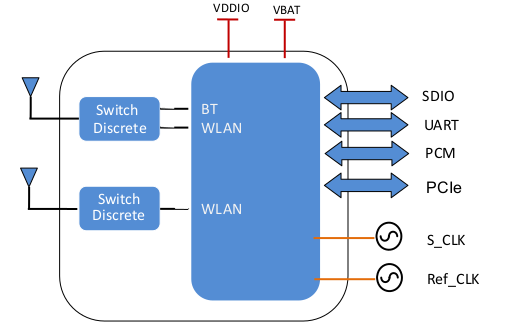 VDDIO
VBAT
Switch
Discrete
BT
WLAN
SDIO
UART
PCM
PCIe
Switch
Discrete
WLAN
S_CLK
Ref_CLK